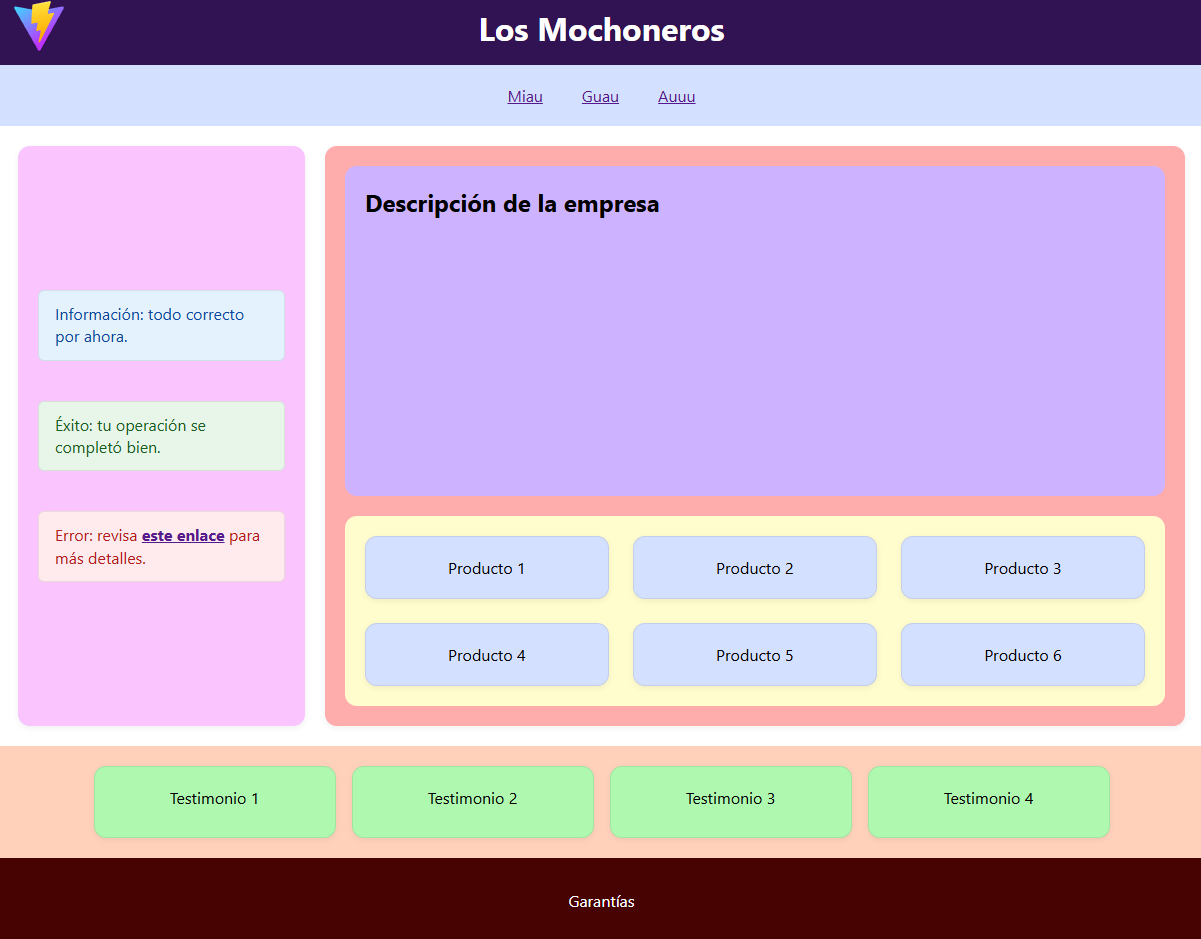 Los Mochoneros
Miau
Guau
Auuu
Información: todo correcto
por ahora.
Éxito: tu operación se
completó bien.
Error: revisa este enlace para
más detalles.
Descripción de la empresa
Producto 1
Producto 2
Producto 3
Producto 4
Producto 5
Producto 6
Testimonio 1
Testimonio 2
Testimonio 3
Testimonio 4
Garantías